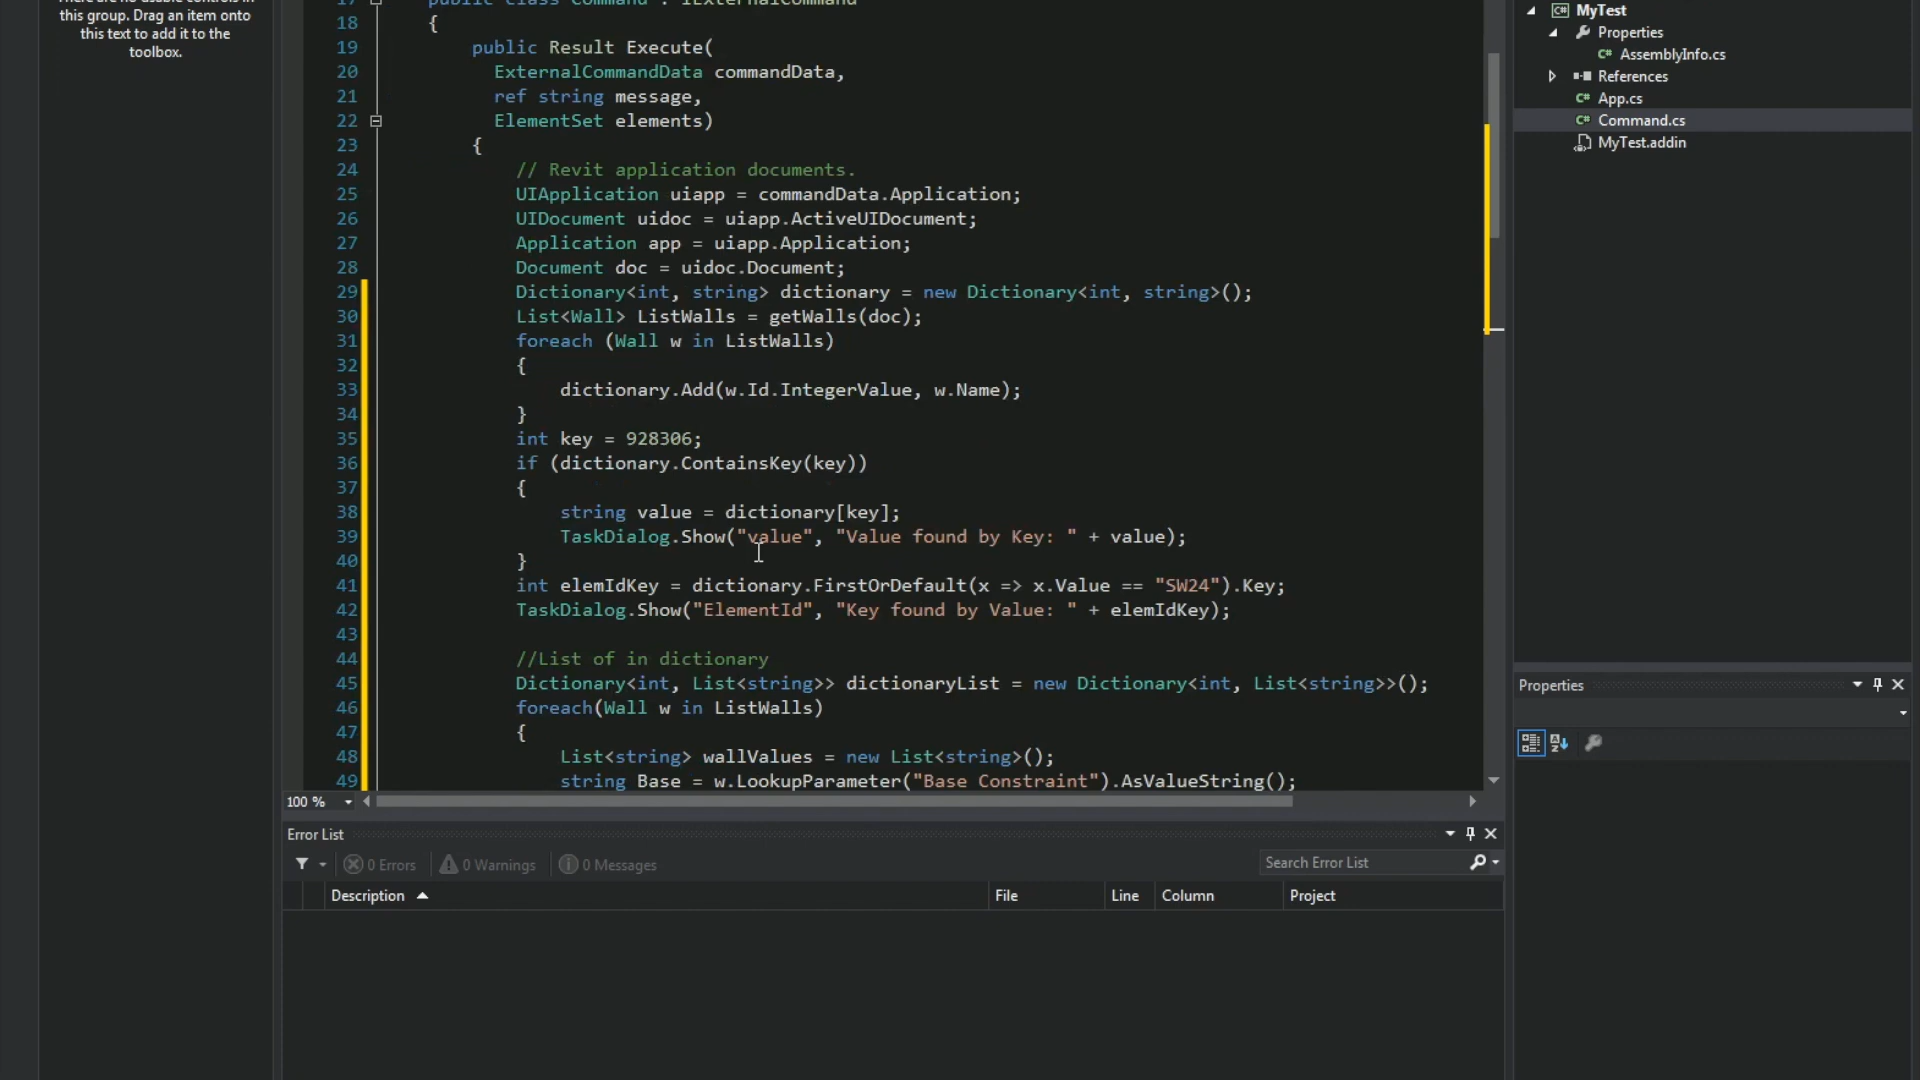 this group. Drag an item onto
this text to add it to the
toolbox.
17 public class Command : IExternalCommand
18 {
19 public Result Execute(
20 ExternalCommandData commandData,
21 ref string message,
22 ElementSet elements)
23 {
24 // Revit application documents.
25 UIApplication uiapp = commandData.Application;
26 UIDocument uidoc = uiapp.ActiveUIDocument;
27 Application app = uiapp.Application;
28 Document doc = uidoc.Document;
29 Dictionary<int, string> dictionary = new Dictionary<int, string>();
30 List<Wall> ListWalls = getWalls(doc);
31 foreach (Wall w in ListWalls)
32 {
33 dictionary.Add(w.Id.IntegerValue, w.Name);
34 }
35 int key = 928306;
36 if (dictionary.ContainsKey(key))
37 {
38 string value = dictionary[key];
39 TaskDialog.Show("value", "Value found by Key: " + value);
40 }
41 int elemIdKey = dictionary.FirstOrDefault(x => x.Value == "SW24").Key;
42 TaskDialog.Show("ElementId", "Key found by Value: " + elemIdKey);
43
44 //List of in dictionary
45 Dictionary<int, List<string>> dictionaryList = new Dictionary<int, List<string>>();
46 foreach(Wall w in ListWalls)
47 {
48 List<string> wallValues = new List<string>();
49 string Base = w.LookupParameter("Base Constraint").AsValueString();
100 %
Error List
0 Errors
0 Warnings
0 Messages
Search Error List
Description
File
Line
Column
Project
MyTest
Properties
AssemblyInfo.cs
References
App.cs
Command.cs
MyTest.addin
Properties